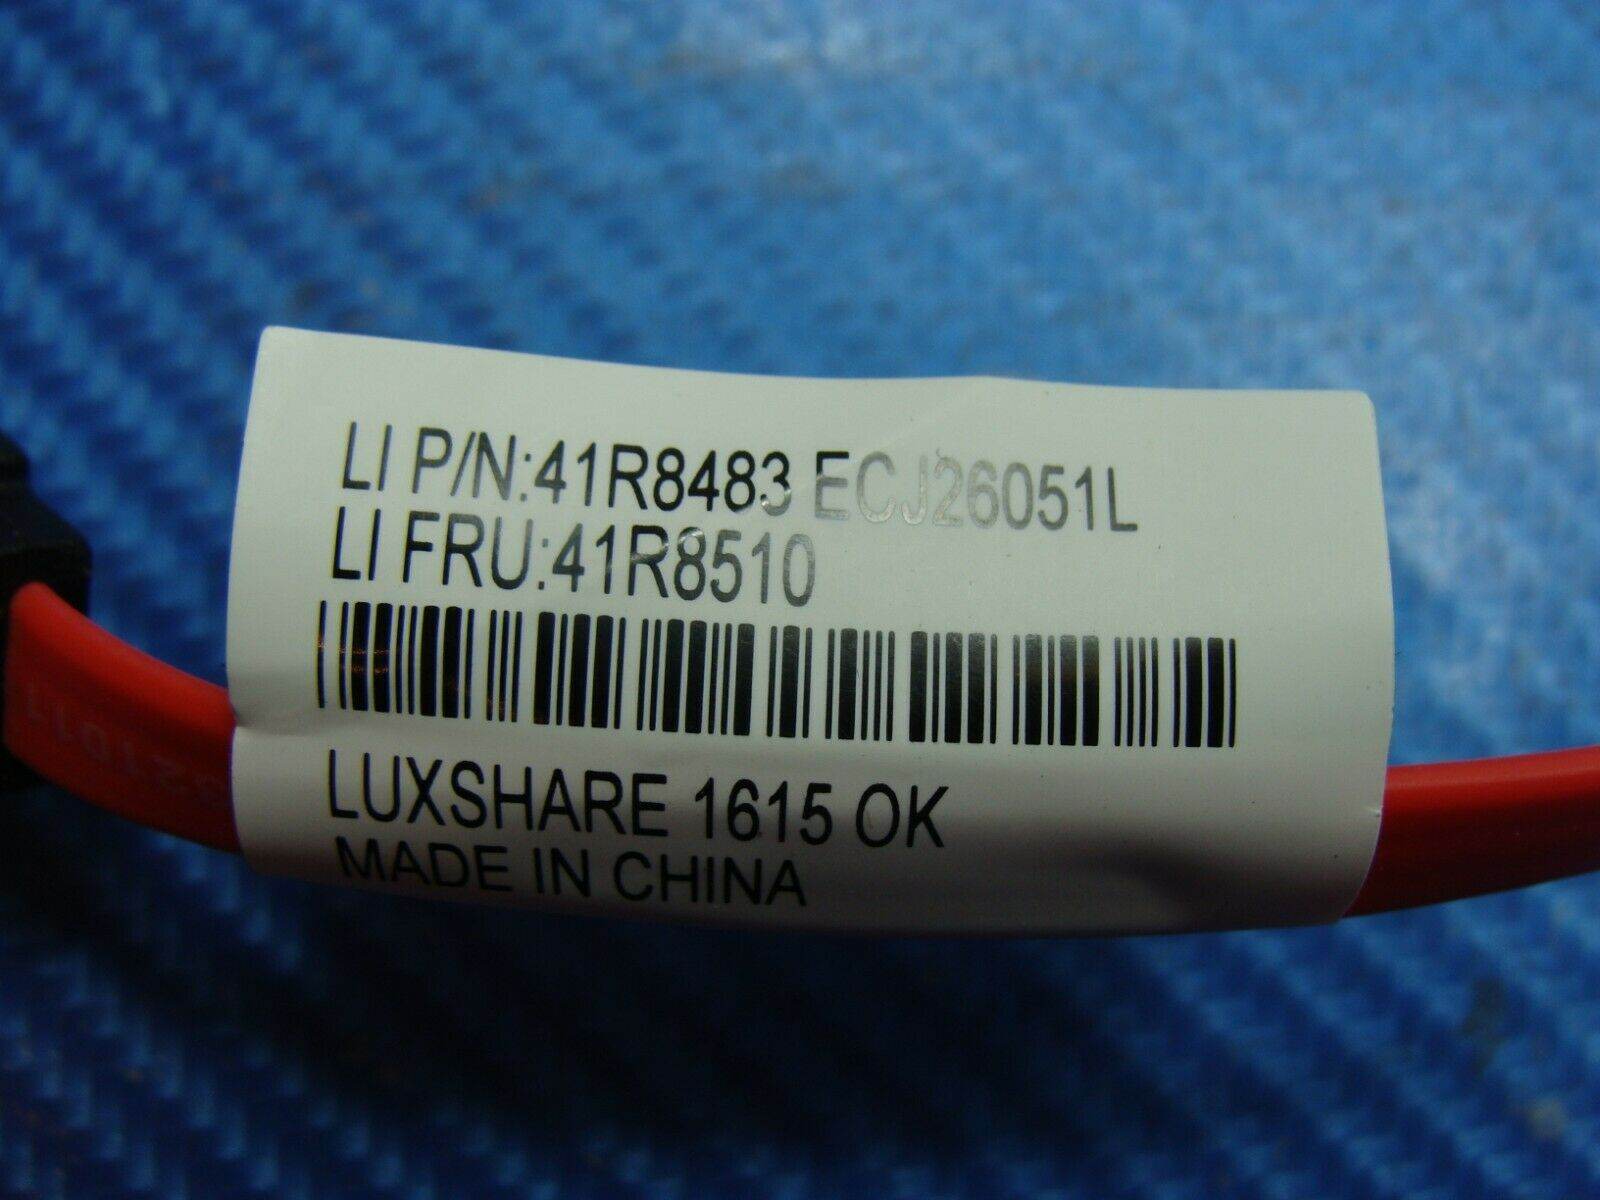 LI P/N:41R8483 ECJ26051L
LI FRU:41R8510
LUXSHARE 1615 OK
MADE IN CHINA